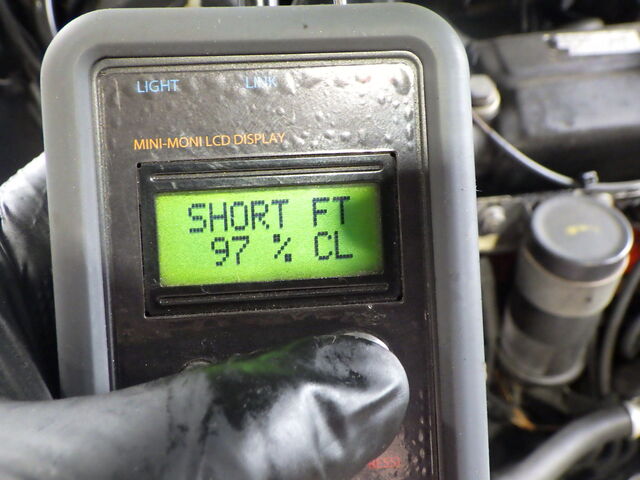 LIGHT LINK
MINI-MONI LCD DISPLAY
SHORT FT
97 % CL